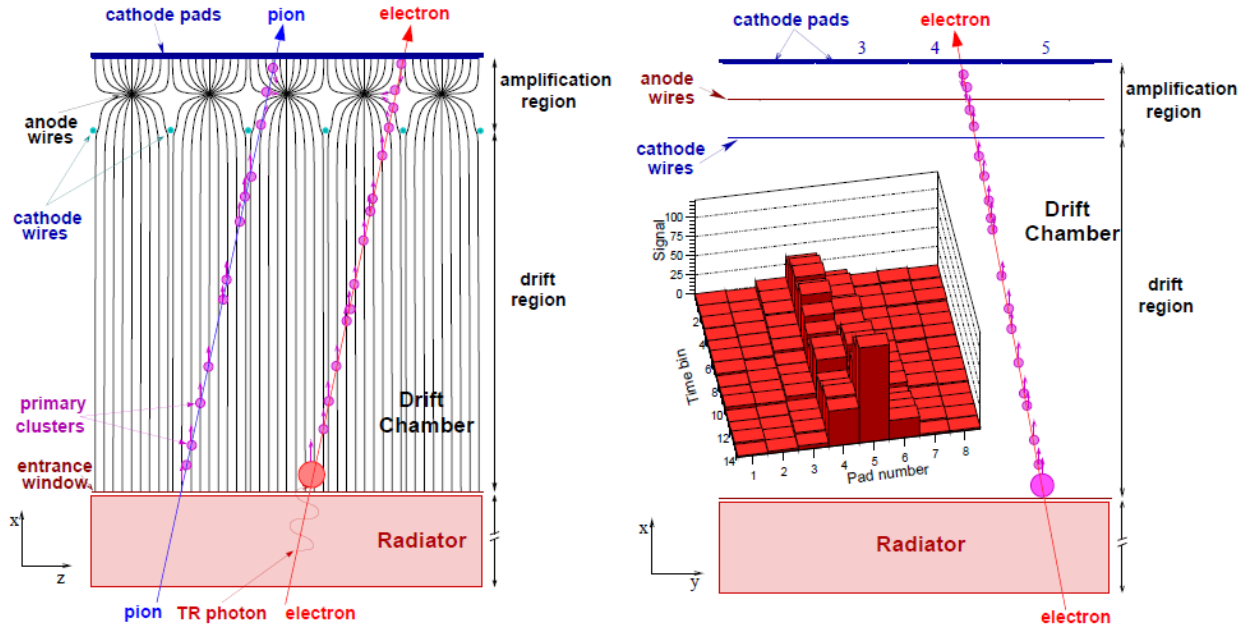 cathode pads
pion
electron
amplification
region
anode
wires
cathode
wires
drift
region
primary
clusters
Drift
Chamber
entrance
window
x
z
Radiator
pion
TR photon
electron
electron
cathode pads
3
4
5
anode
wires
amplification
region
cathode
wires
Drift
Chamber
drift
region
Signal
100
75
50
25
0
Time bin
2
4
6
8
10
12
14
1
2
3
4
5
6
7
8
Pad number
x
y
Radiator
electron